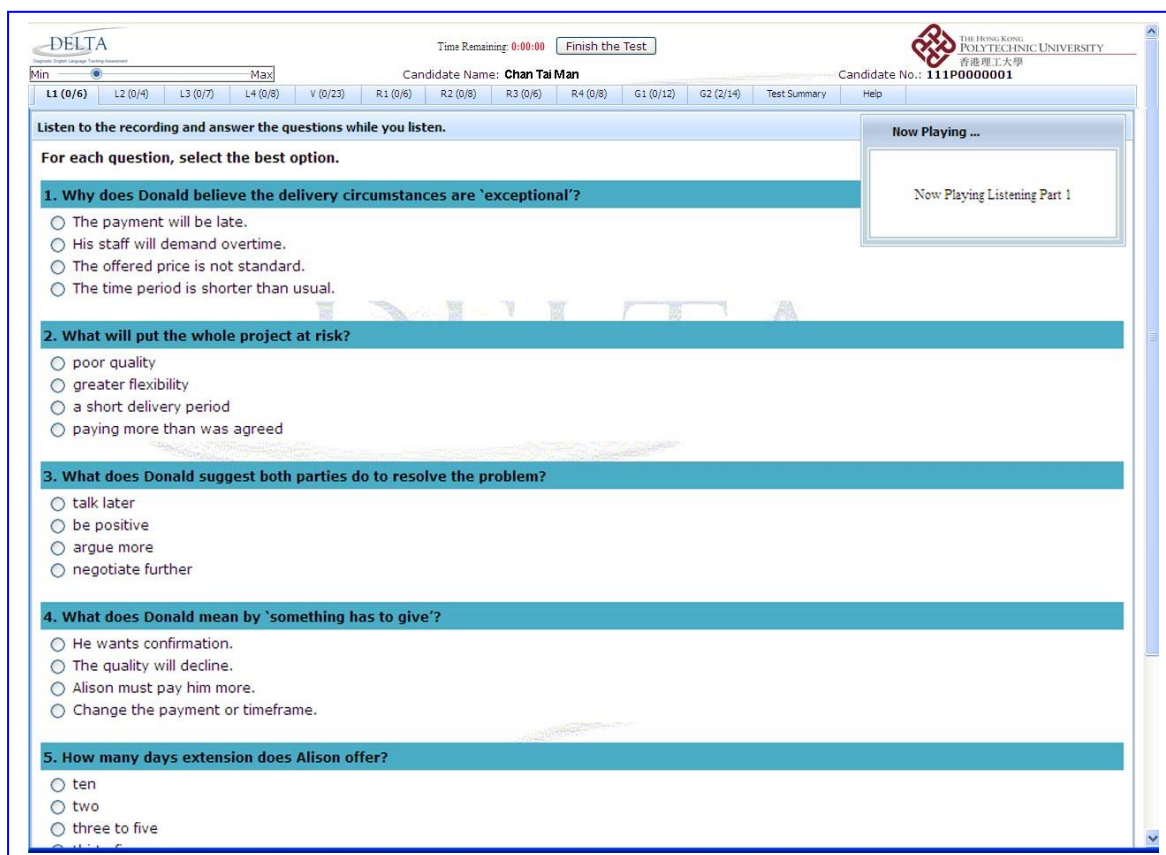 DELTA
Diagnostic English Language Tracking Assessment
Time Remaining: 0:00:00 Finish the Test
THE HONG KONG
POLYTECHNIC UNIVERSITY
香港理工大學
Min Max Candidate Name: Chan Tai Man Candidate No.: 111P0000001
L1 (0/6) L2 (0/4) L3 (0/7) L4 (0/8) V (0/23) R1 (0/6) R2 (0/8) R3 (0/6) R4 (0/8) G1 (0/12) G2 (2/14) Test Summary Help
Listen to the recording and answer the questions while you listen.
Now Playing ...
Now Playing Listening Part 1
For each question, select the best option.
1. Why does Donald believe the delivery circumstances are ‘exceptional’?
The payment will be late.
His staff will demand overtime.
The offered price is not standard.
The time period is shorter than usual.
DELTA
2. What will put the whole project at risk?
poor quality
greater flexibility
a short delivery period
paying more than was agreed
3. What does Donald suggest both parties do to resolve the problem?
talk later
be positive
argue more
negotiate further
4. What does Donald mean by ‘something has to give’?
He wants confirmation.
The quality will decline.
Alison must pay him more.
Change the payment or timeframe.
5. How many days extension does Alison offer?
ten
two
three to five